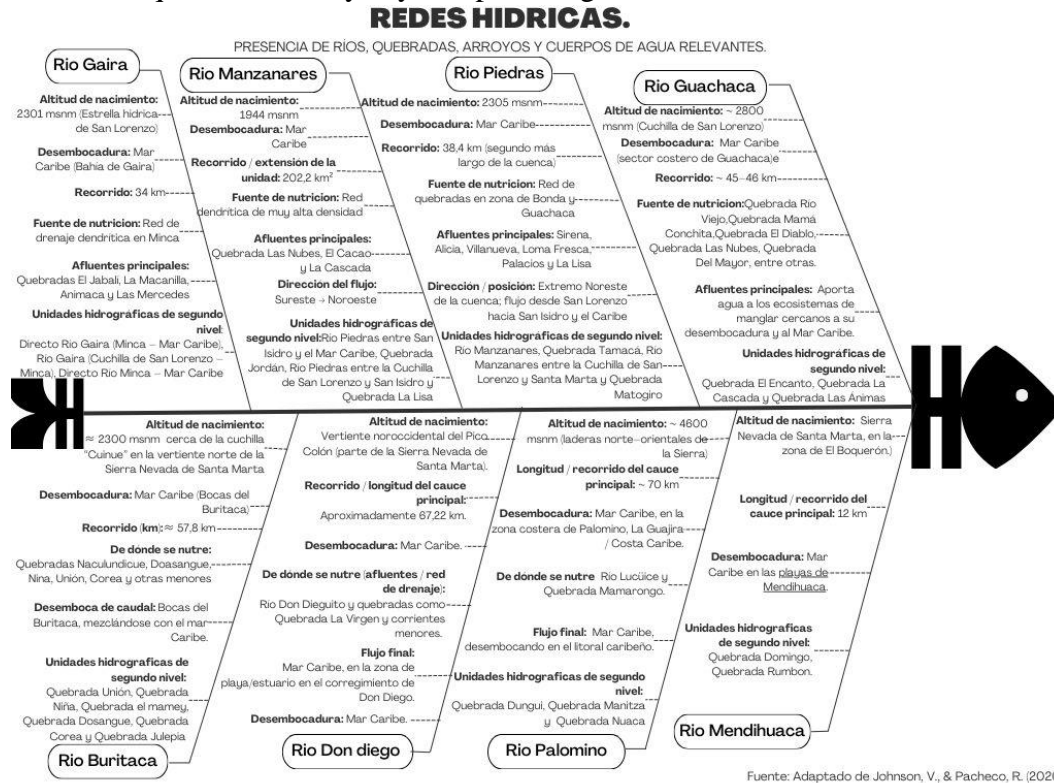 REDES HIDRICAS.
PRESENCIA DE RÍOS, QUEBRADAS, ARROYOS Y CUERPOS DE AGUA RELEVANTES.
Rio Gaira
Altitud de nacimiento:
2301 msnm (Estrella hidrica
de San Lorenzo)
Desembocadura: Mar
Caribe (Bahia de Gaira)
Recorrido: 34 km
Fuente de nutricion: Red de
drenaje dendritica en Minca
Afluentes principales:
Quebradas El Jabali, La Macanilla,
Animaca y Las Mercedes
Unidades hidrográficas de segundo
nivel:
Directo Rio Gaira (Minca – Mar Caribe),
Rio Gaira (Cuchilla de San Lorenzo –
Minca), Directo Rio Minca – Mar Caribe
Rio Manzanares
Altitud de nacimiento:
1944 msnm
Desembocadura: Mar
Caribe
Recorrido / extensión de la
unidad: 202,2 km²
Fuente de nutrición: Red
dendritica de muy alta densidad
Afluentes principales:
Quebrada Las Nubes, El Cacao
y La Cascada
Dirección del flujo:
Sureste → Noroeste
Unidades hidrográficas de
segundo nivel:Rio Piedras entre San
Isidro y el Mar Caribe, Quebrada
Jordán, Rio Piedras entre la Cuchilla
de San Lorenzo y San Isidro y
Quebrada La Lisa
Rio Piedras
Altitud de nacimiento: 2305 msnm
Desembocadura: Mar Caribe
Recorrido: 38,4 km (segundo más
largo de la cuenca)
Fuente de nutrición: Red de
quebradas en zona de Bonda y
Guachaca
Afluentes principales: Sirena,
Alicia, Villanueva, Loma Fresca,
Palacios y La Lisa
Dirección / posición: Extremo Noreste
de la cuenca; flujo desde San Lorenzo
hacia San Isidro y el Caribe
Unidades hidrográficas de segundo nivel:
Rio Manzanares, Quebrada Tamacá, Rio
Manzanares entre la Cuchilla de San
Lorenzo y Santa Marta y Quebrada
Matogiro
Rio Guachaca
Altitud de nacimiento: ~ 2800
msnm (Cuchilla de San Lorenzo)
Desembocadura: Mar Caribe
(sector costero de Guachaca)e
Recorrido: ~ 45–46 km
Fuente de nutricion:Quebrada Rio
Viejo,Quebrada Mamá
Conchita,Quebrada El Diablo,
Quebrada Las Nubes, Quebrada
Del Mayor, entre otras.
Afluentes principales: Aporta
agua a los ecosistemas de
manglar cercanos a su
desembocadura y al Mar Caribe.
Unidades hidrográficas de
segundo nivel:
Quebrada El Encanto, Quebrada La
Cascada y Quebrada Las Ánimas
Altitud de nacimiento:
≈ 2300 msnm cerca de la cuchilla
"Cuinue" en la vertiente norte de la
Sierra Nevada de Santa Marta
Desembocadura: Mar Caribe (Bocas del
Buritaca)
Recorrido (km):≈ 57,8 km
De dónde se nutre:
Quebradas Naculundicue, Doasangue,
Nina, Unión, Corea y otras menores
Desemboca de caudal: Bocas del
Buritaca, mezclándose con el mar
Caribe.
Unidades hidrograficas de
segundo nivel:
Quebrada Unión, Quebrada
Niña, Quebrada el mamey,
Quebrada Dosangue, Quebrada
Corea y Quebrada Julepia
Rio Buritaca
Altitud de nacimiento:
Vertiente noroccidental del Pico
Colón (parte de la Sierra Nevada de
Santa Marta).
Recorrido / longitud del cauce
principal:
Aproximadamente 67,22 km.
Desembocadura: Mar Caribe.
De dónde se nutre (afluentes / red
de drenaje):
Rio Don Dieguito y quebradas como
Quebrada La Virgen y corrientes
menores.
Flujo final:
Mar Caribe, en la zona de
playa/estuario en el corregimiento de
Don Diego.
Desembocadura: Mar Caribe.
Rio Don diego
Altitud de nacimiento: ~ 4600
msnm (laderas norte–orientales de
la Sierra)
Longitud / recorrido del cauce
principal: ~ 70 km
Desembocadura: Mar Caribe, en la
zona costera de Palomino, La Guajira
/ Costa Caribe.
De dónde se nutre Rio Lucüice y
Quebrada Mamarongo.
Flujo final: Mar Caribe,
desembocando en el litoral caribeño.
Unidades hidrograficas de segundo
nivel:
Quebrada Dungui, Quebrada Manitza
y Quebrada Nuaca
Rio Palomino
Altitud de nacimiento: Sierra
Nevada de Santa Marta, en la
zona de El Boquerón.)
Longitud / recorrido del
cauce principal: 12 km
Desembocadura: Mar
Caribe en las playas de
Mendihuaca.
Unidades hidrograficas
de segundo nivel:
Quebrada Domingo,
Quebrada Rumbon.
Rio Mendihuaca
Fuente: Adaptado de Johnson, V., & Pacheco, R. (202